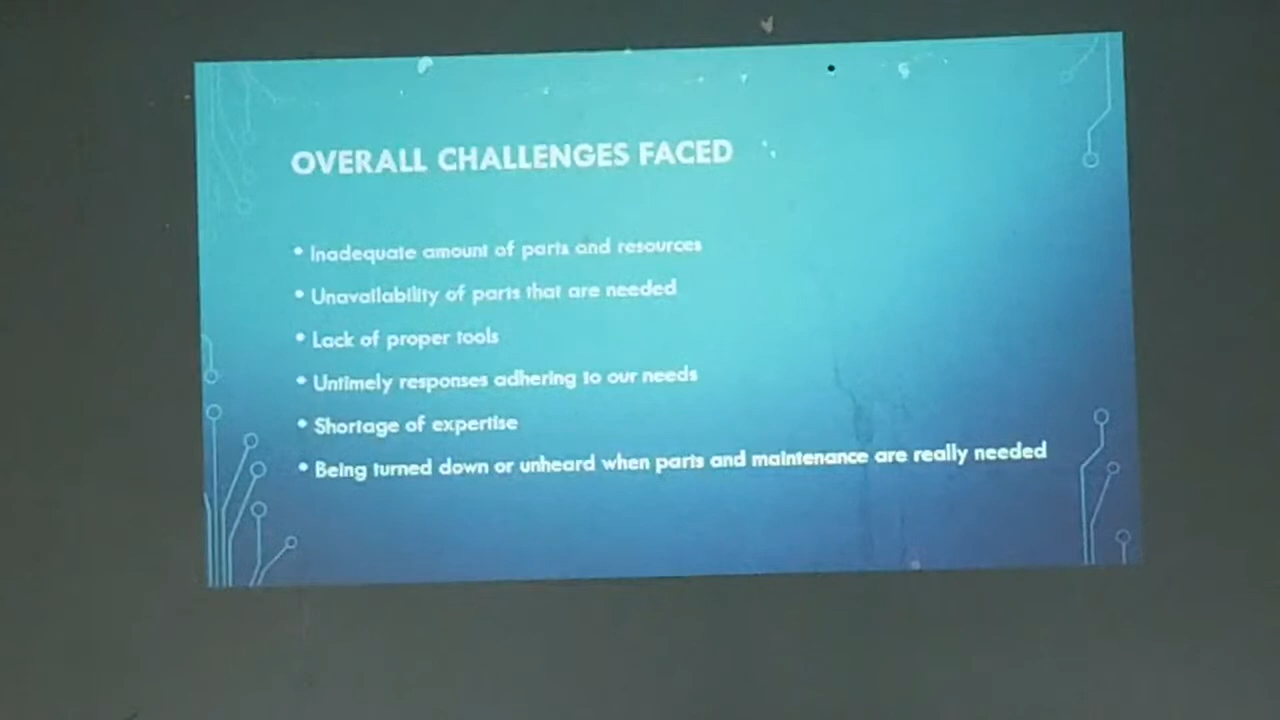 OVERALL CHALLENGES FACED
• Inadequate amount of parts and resources
• Unavailability of parts that are needed
• Lack of proper tools
• Untimely responses adhering to our needs
• Shortage of expertise
• Being turned down or unheard when parts and maintenance are really needed